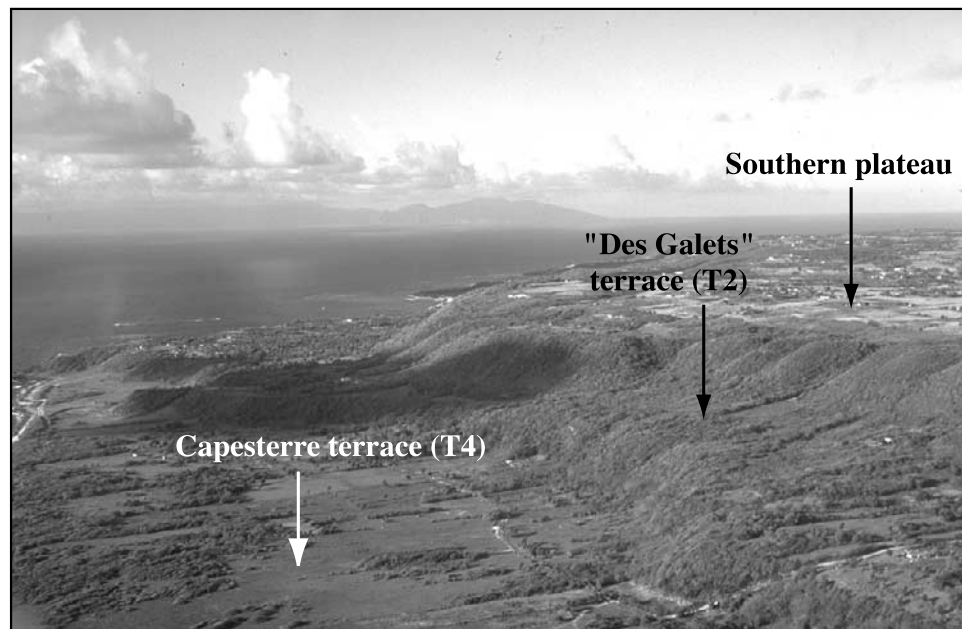 Southern plateau
"Des Galets"
terrace (T2)
Capesterre terrace (T4)